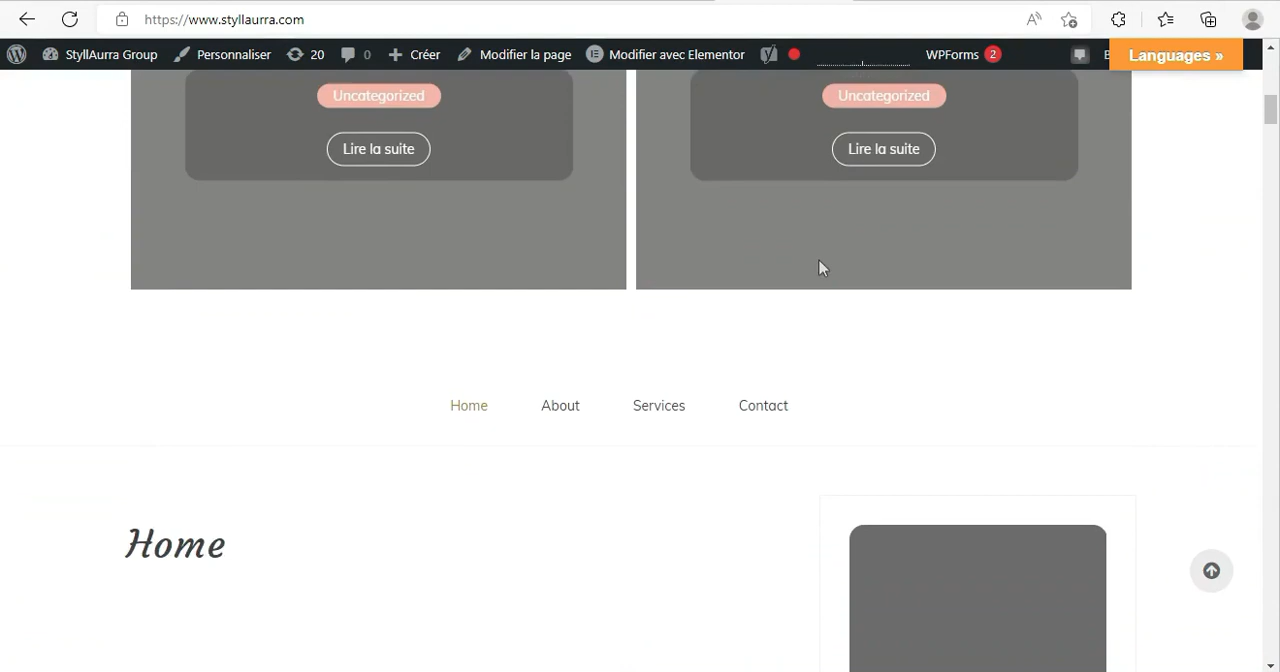 https://www.styllaurra.com
StyllAurra Group Personnaliser 20 0 Créer Modifier la page Modifier avec Elementor WPForms 2
Languages »
Uncategorized Uncategorized
Lire la suite Lire la suite
Home About Services Contact
Home